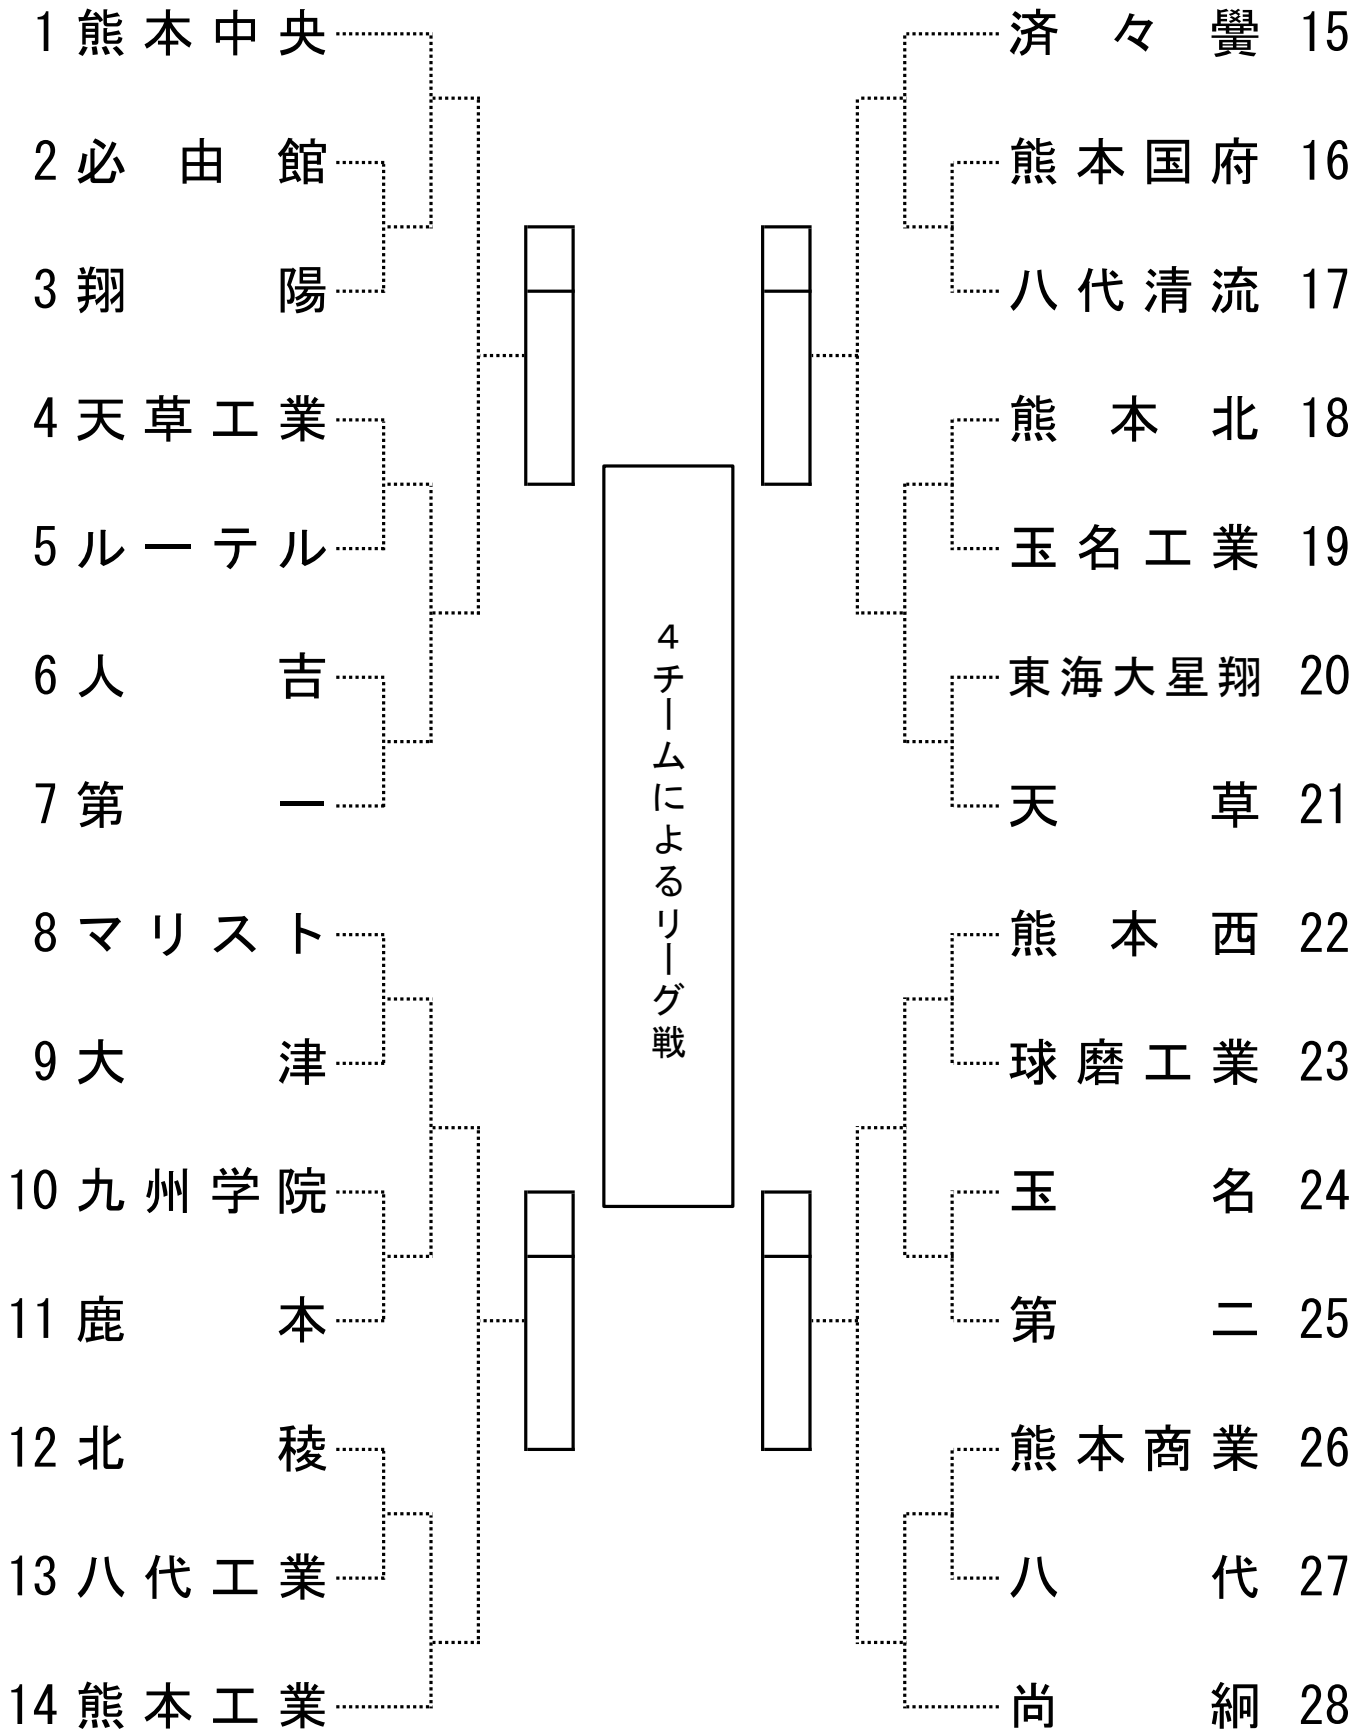 1 熊本中央
2 必由館
3 翔陽
4 天草工業
5 ルーテル
6 人吉
7 第一
8 マリスト
9 大津
10 九州学院
11 鹿本
12 北稜
13 八代工業
14 熊本工業
4チームによるリーグ戦
済々黌 15
熊本国府 16
八代清流 17
熊本北 18
玉名工業 19
東海大星翔 20
天草 21
熊本西 22
球磨工業 23
玉名 24
第二 25
熊本商業 26
八代 27
尚絅 28